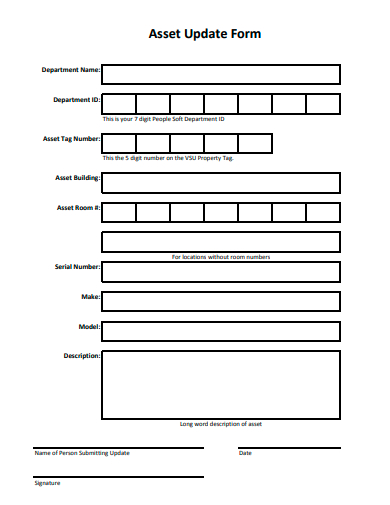 Asset Update Form
Department Name:
Department ID:
This is your 7 digit People Soft Department ID
Asset Tag Number:
This the 5 digit number on the VSU Property Tag.
Asset Building:
Asset Room #:
For locations without room numbers
Serial Number:
Make:
Model:
Description:
Long word description of asset
Name of Person Submitting Update Date
Signature